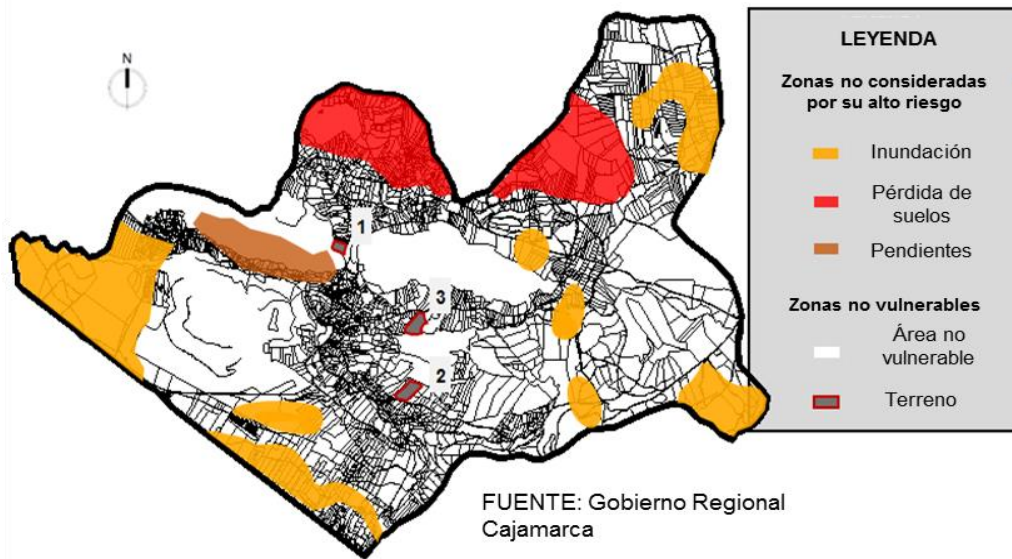 N
1
3
2
LEYENDA
Zonas no consideradas
por su alto riesgo
Inundación
Pérdida de
suelos
Pendientes
Zonas no vulnerables
Área no
vulnerable
Terreno
FUENTE: Gobierno Regional
Cajamarca